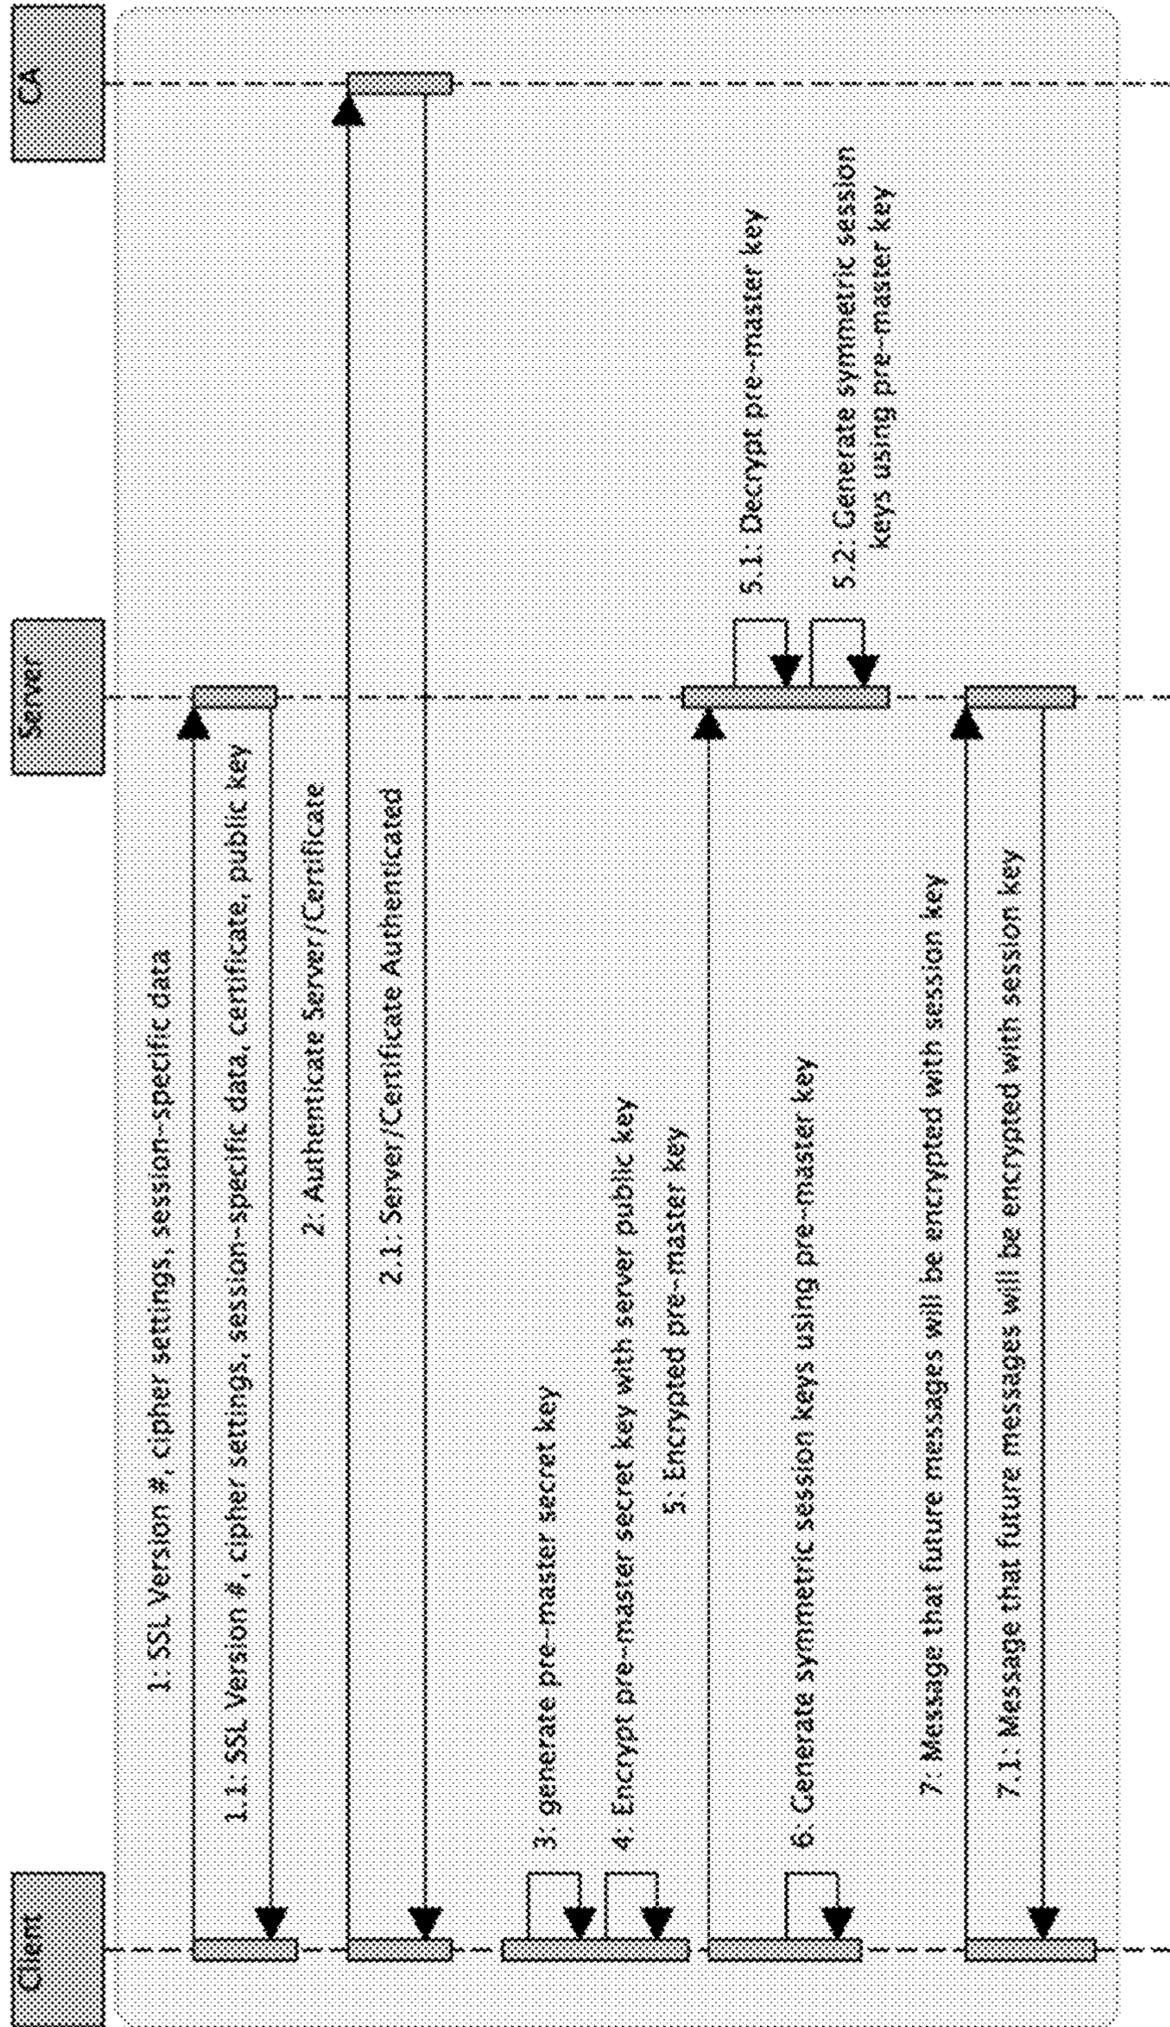 Client
Server
CA
1: SSL Version #, cipher settings, session-specific data
1.1: SSL Version #, cipher settings, session-specific data, certificate, public key
2: Authenticate Server/Certificate
2.1: Server/Certificate Authenticated
3: generate pre-master secret key
4: Encrypt pre-master secret key with server public key
5: Encrypted pre-master key
5.1: Decrypt pre-master key
6: Generate symmetric session keys using pre-master key
5.2: Generate symmetric session
keys using pre-master key
7: Message that future messages will be encrypted with session key
7.1: Message that future messages will be encrypted with session key